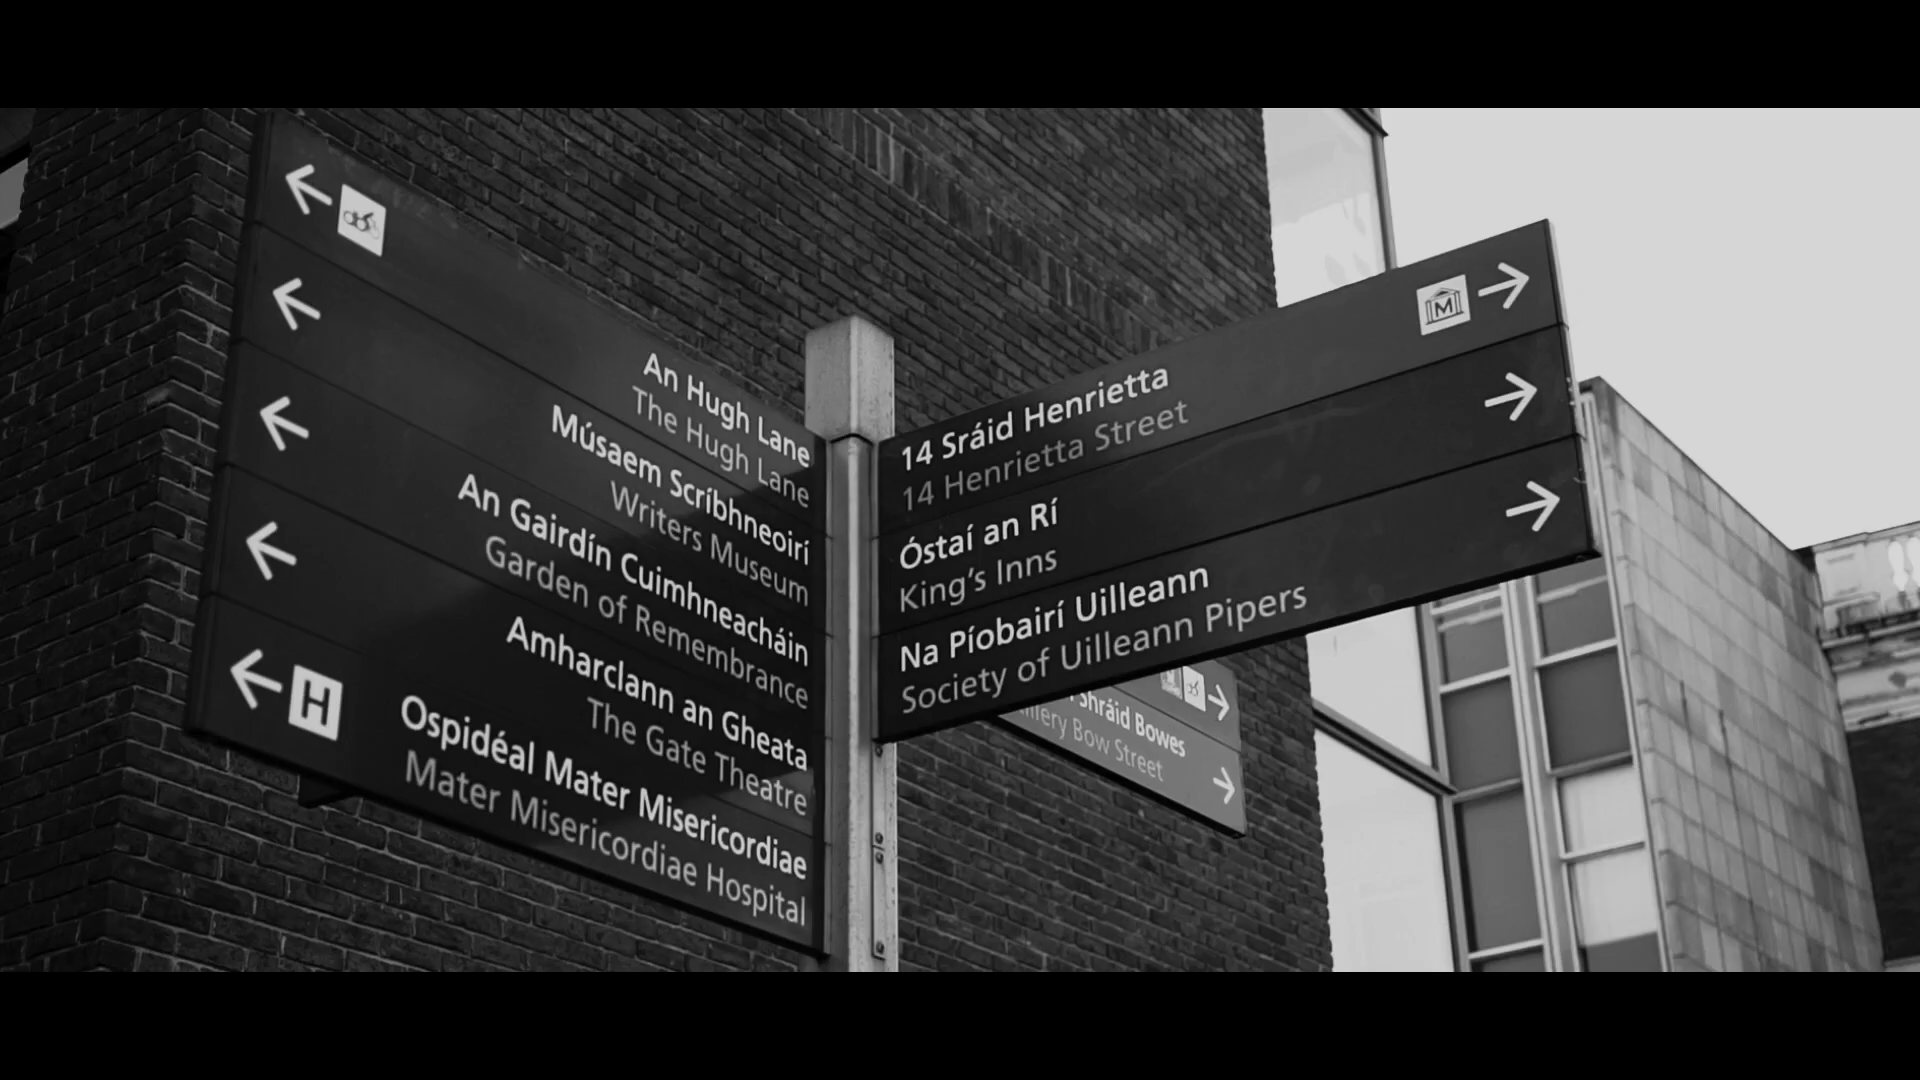 An Hugh Lane
The Hugh Lane
Músaem Scríbhneoirí
Writers Museum
An Gairdín Cuimhneacháin
Garden of Remembrance
Amharclann an Gheata
The Gate Theatre
H
Ospidéal Mater Misericordiae
Mater Misericordiae Hospital
M
14 Sráid Henrietta
14 Henrietta Street
Óstaí an Rí
King's Inns
Na Píobairí Uilleann
Society of Uilleann Pipers
Shráid Bowes
Bow Street